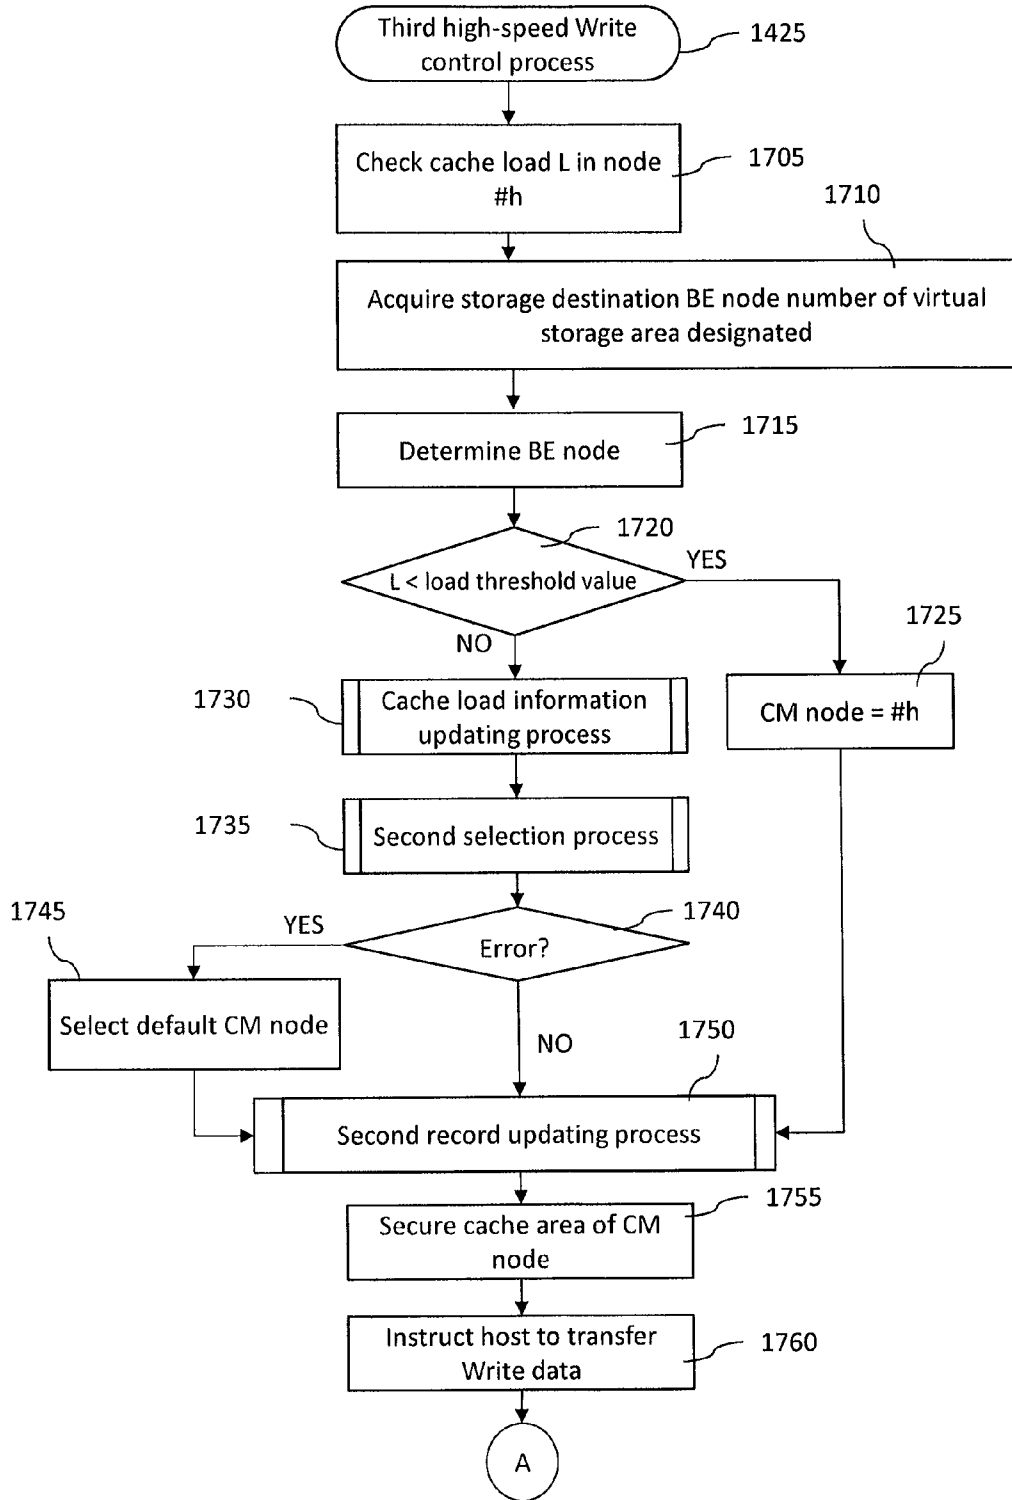 Third high-speed Write
control process
1425
Check cache load L in node
#h
1705
1710
Acquire storage destination BE node number of virtual
storage area designated
1715
Determine BE node
1720
L < load threshold value
YES
NO
1725
CM node = #h
1730
Cache load information
updating process
1735
Second selection process
1745
YES
1740
Error?
Select default CM node
NO
1750
Second record updating process
1755
Secure cache area of CM
node
Instruct host to transfer
Write data
1760
A